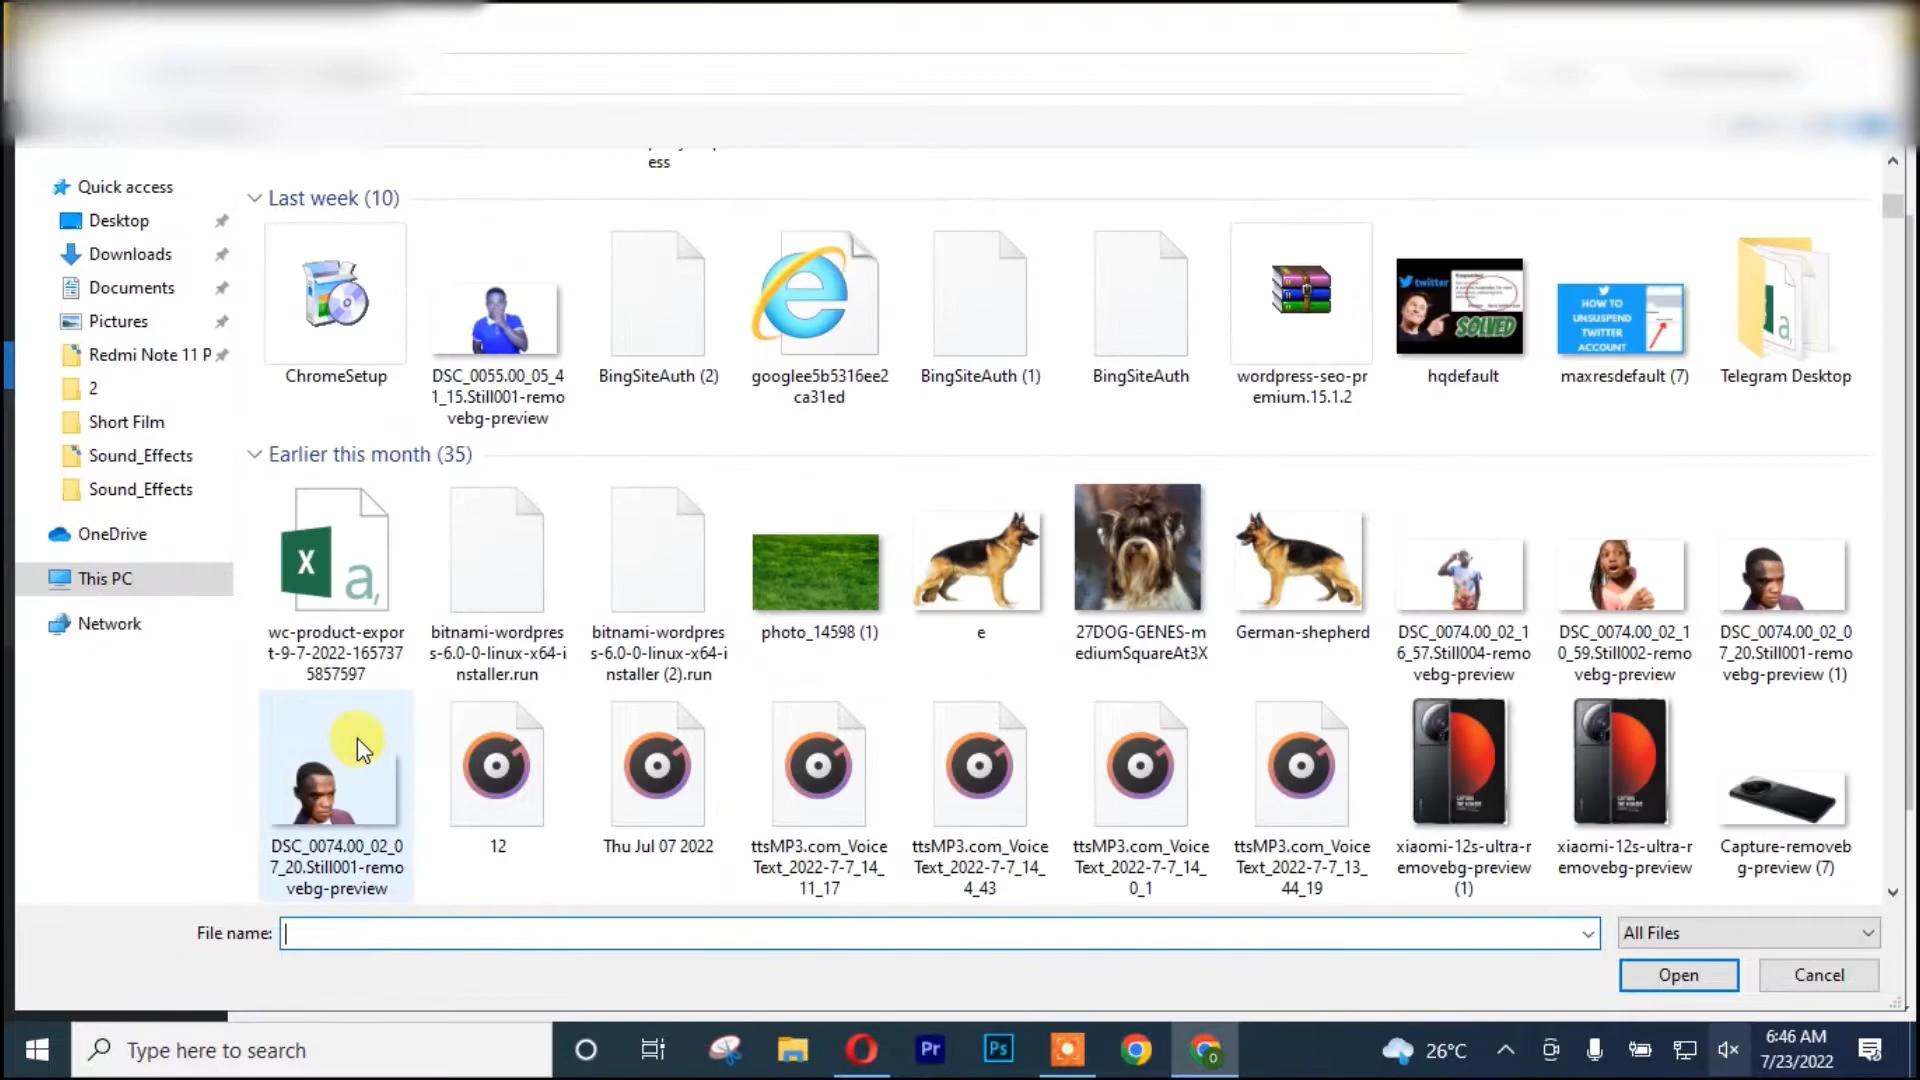 ess
Quick access
Desktop
Downloads
Documents
Pictures
Redmi Note 11 P
2
Short Film
Sound_Effects
Sound_Effects
OneDrive
This PC
Network
Last week (10)
ChromeSetup
DSC_0055.00_05_4
1_15.Still001-remo
vebg-preview
BingSiteAuth (2)
googlee5b5316ee2
ca31ed
BingSiteAuth (1)
BingSiteAuth
wordpress-seo-pr
emium.15.1.2
twitter
SOLVED
hqdefault
HOW TO
UNSUSPEND
TWITTER
ACCOUNT
maxresdefault (7)
Telegram Desktop
Earlier this month (35)
X a,
wc-product-expor
t-9-7-2022-165737
5857597
bitnami-wordpres
s-6.0-0-linux-x64-i
nstaller.run
bitnami-wordpres
s-6.0-0-linux-x64-i
nstaller (2).run
photo_14598 (1)
e
27DOG-GENES-m
ediumSquareAt3X
German-shepherd
DSC_0074.00_02_1
6_57.Still004-remo
vebg-preview
DSC_0074.00_02_1
0_59.Still002-remo
vebg-preview
DSC_0074.00_02_0
7_20.Still001-remo
vebg-preview (1)
DSC_0074.00_02_0
7_20.Still001-remo
vebg-preview
12
Thu Jul 07 2022
ttsMP3.com_Voice
Text_2022-7-7_14_
11_17
ttsMP3.com_Voice
Text_2022-7-7_14_
4_43
ttsMP3.com_Voice
Text_2022-7-7_14_
0_1
ttsMP3.com_Voice
Text_2022-7-7_13_
44_19
xiaomi-12s-ultra-r
emovebg-preview
(1)
xiaomi-12s-ultra-r
emovebg-preview
Capture-removeb
g-preview (7)
File name:
All Files
Open
Cancel
Type here to search
Pr
Ps
26°C
6:46 AM
7/23/2022